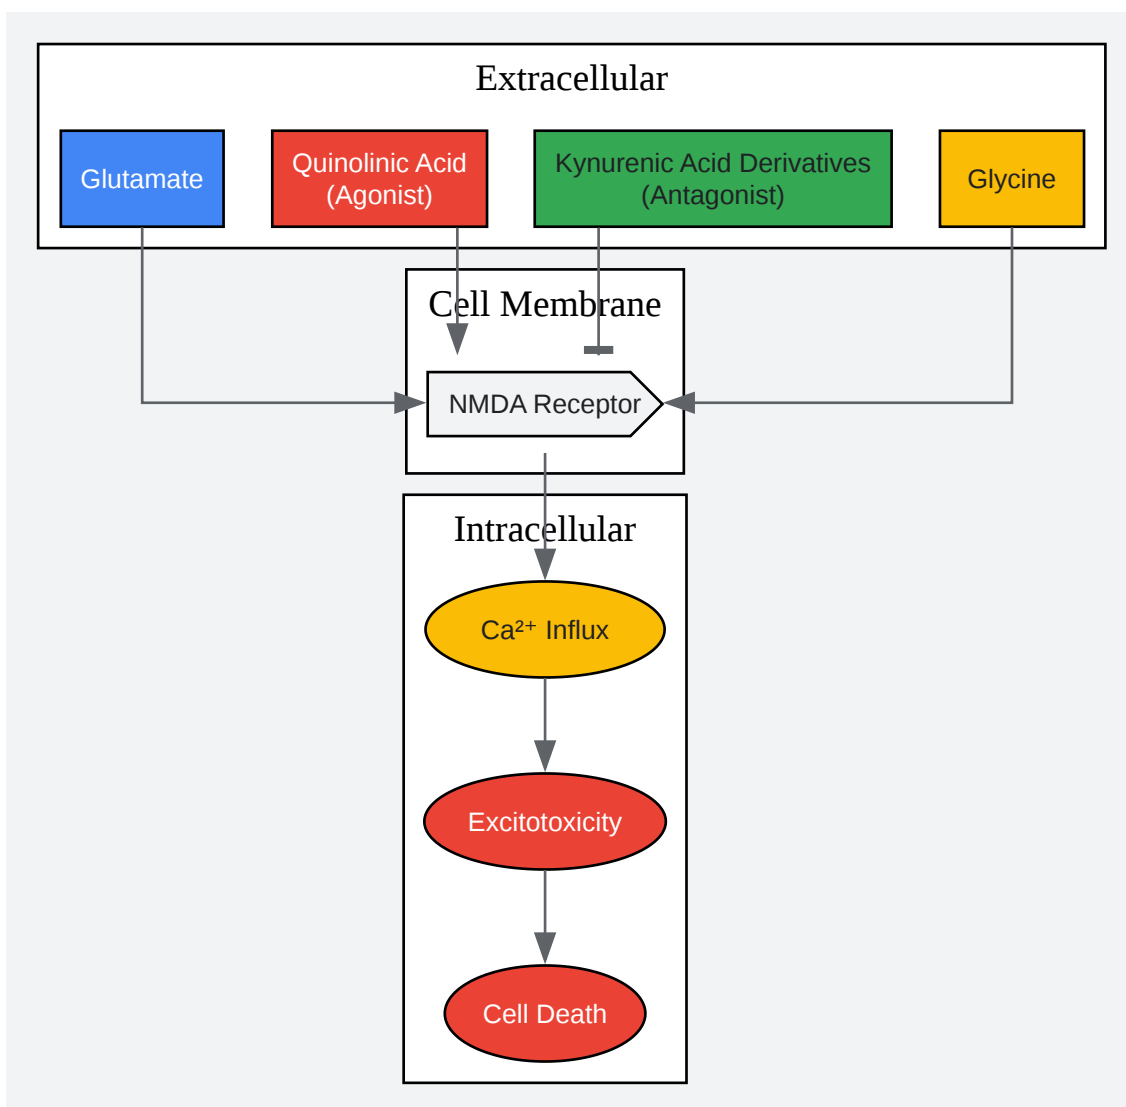 Extracellular
Glutamate
Quinolinic Acid
(Agonist)
Kynurenic Acid Derivatives
(Antagonist)
Glycine
Cell Membrane
NMDA Receptor
Intracellular
Ca²⁺ Influx
Excitotoxicity
Cell Death